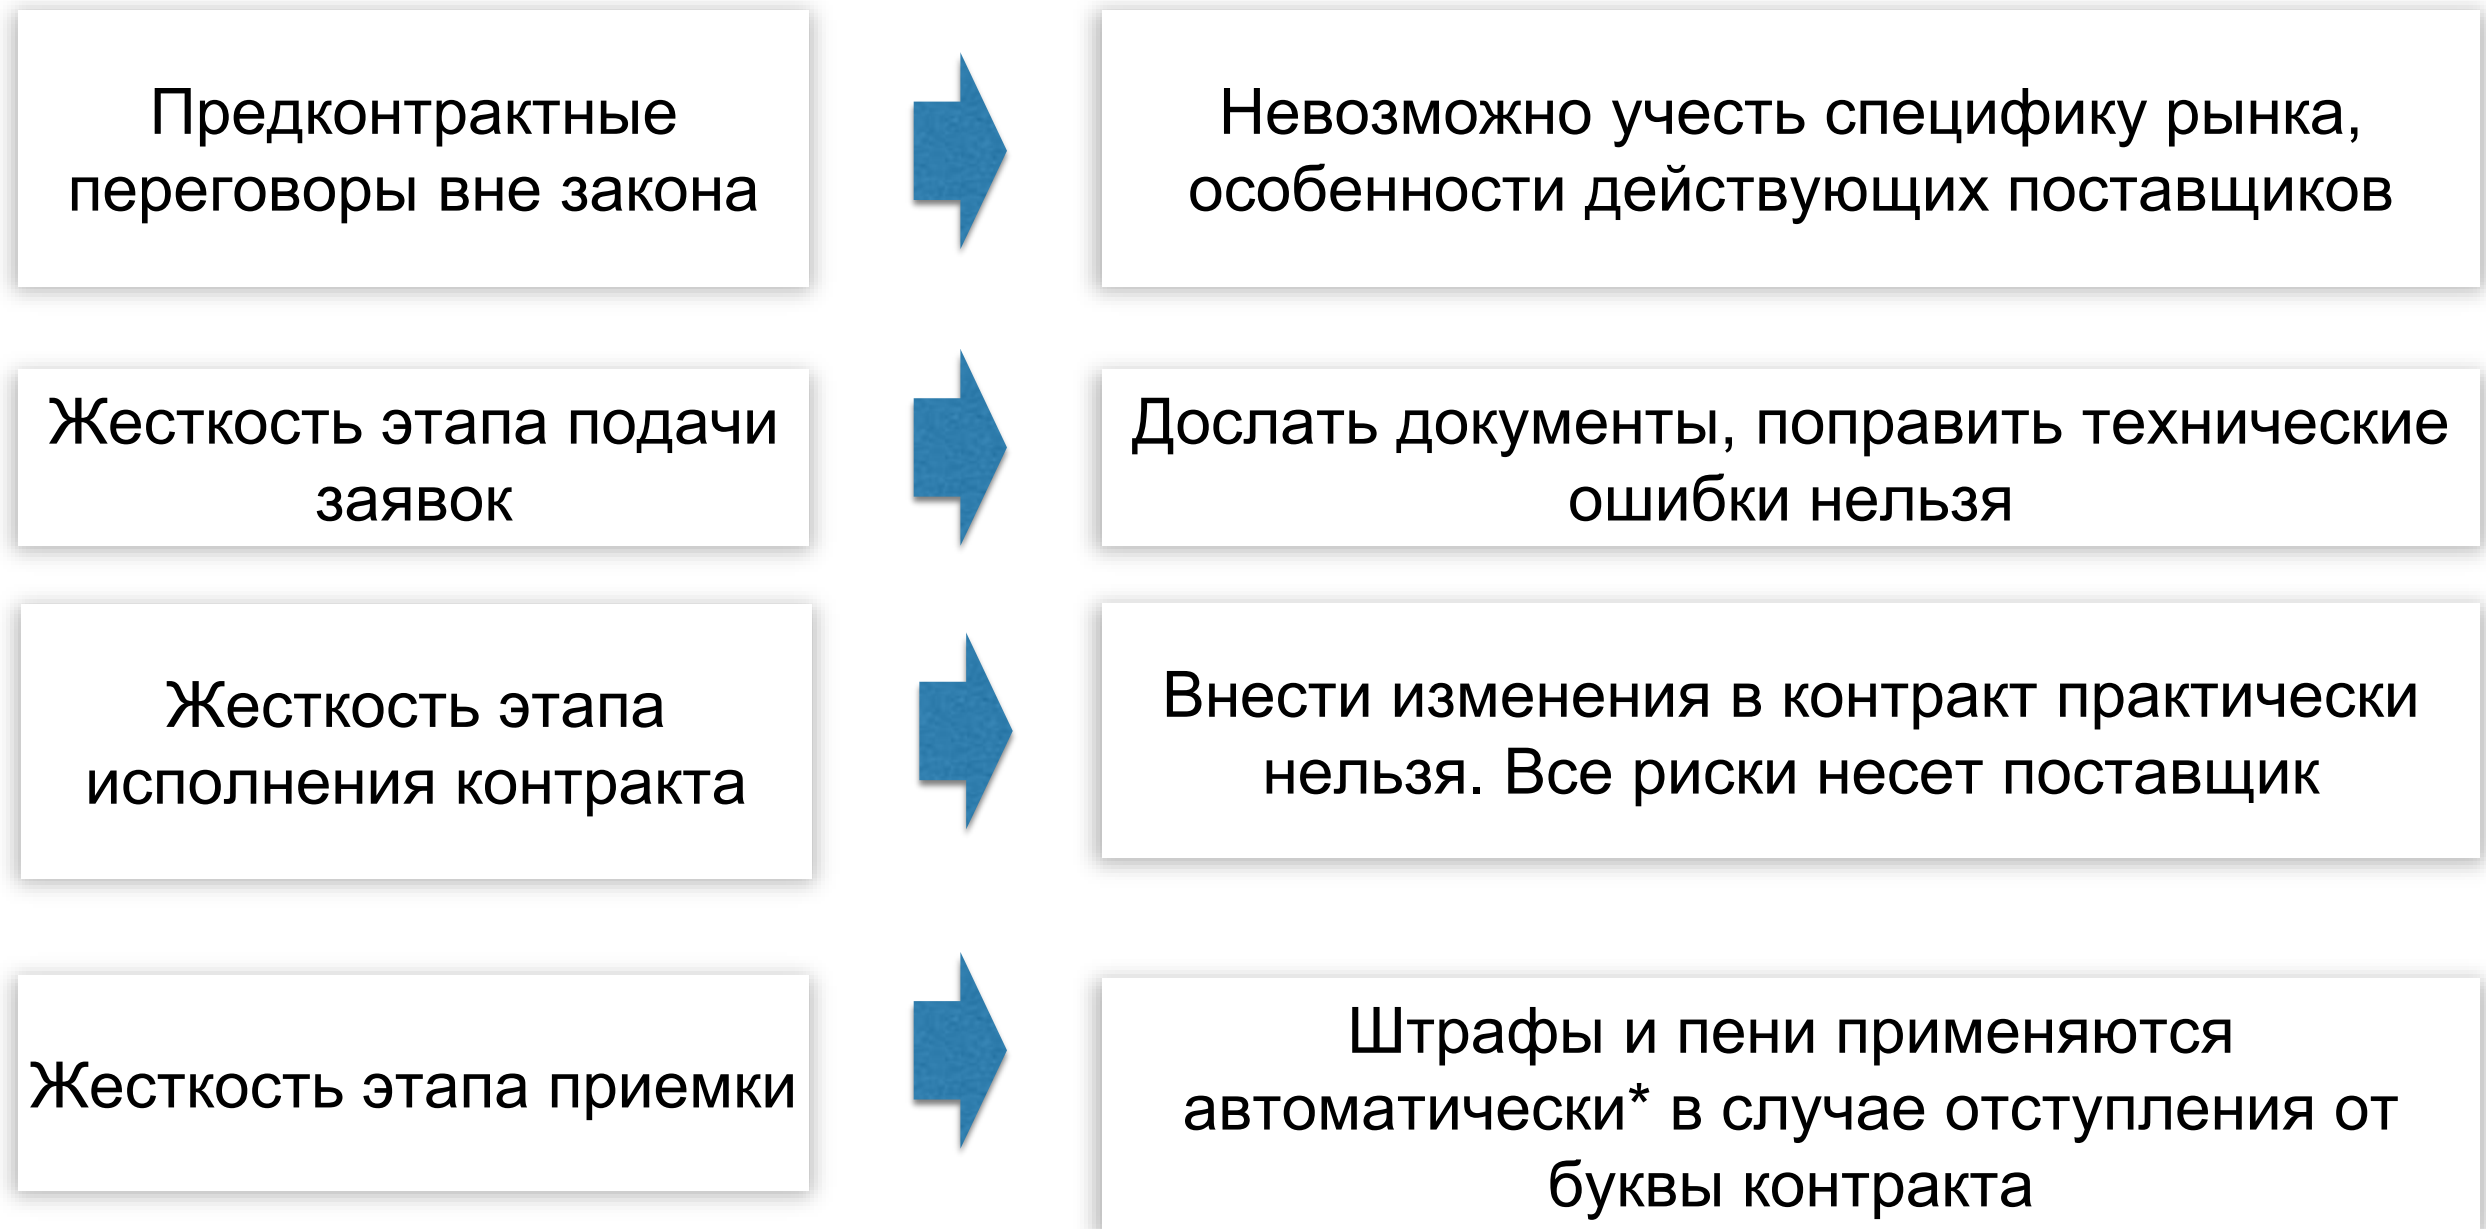 Предконтрактные
переговоры вне закона
Невозможно учесть специфику рынка,
особенности действующих поставщиков
Жесткость этапа подачи
заявок
Дослать документы, поправить технические
ошибки нельзя
Жесткость этапа
исполнения контракта
Внести изменения в контракт практически
нельзя. Все риски несет поставщик
Жесткость этапа приемки
Штрафы и пени применяются
автоматически* в случае отступления от
буквы контракта